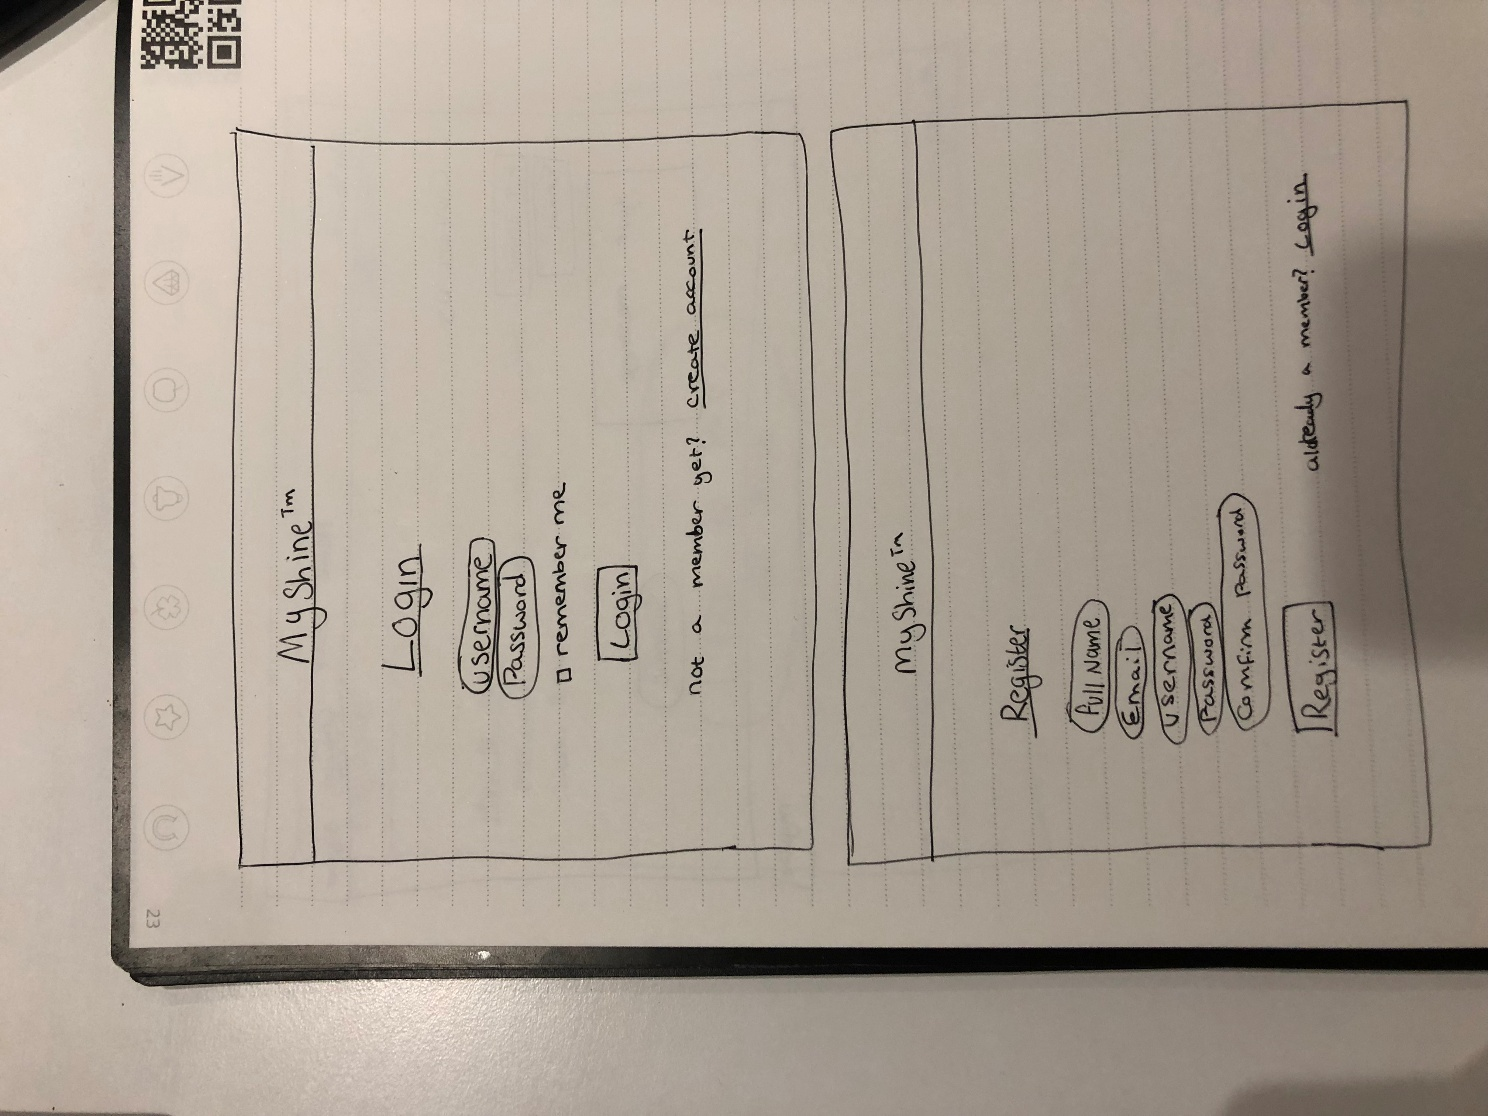 MyShine™
Login
Username
Password
remember me
Login
not a member yet? create account
MyShine™
Register
Full Name
Email
Username
Password
Confirm Password
Register
already a member? Login
23